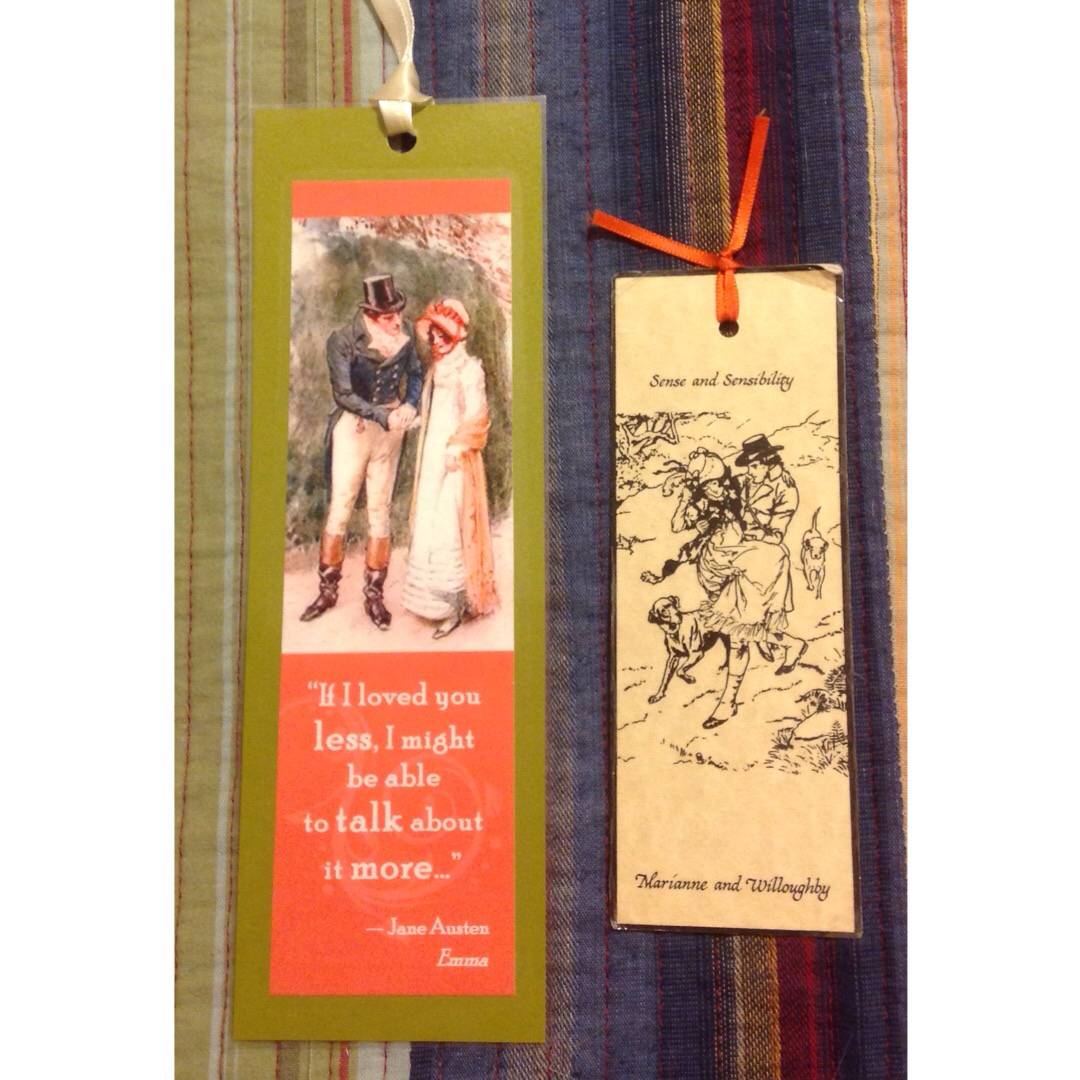 “If I loved you
less, I might
be able
to talk about
it more...”
— Jane Austen
Emma
Sense and Sensibility
Marianne and Willoughby